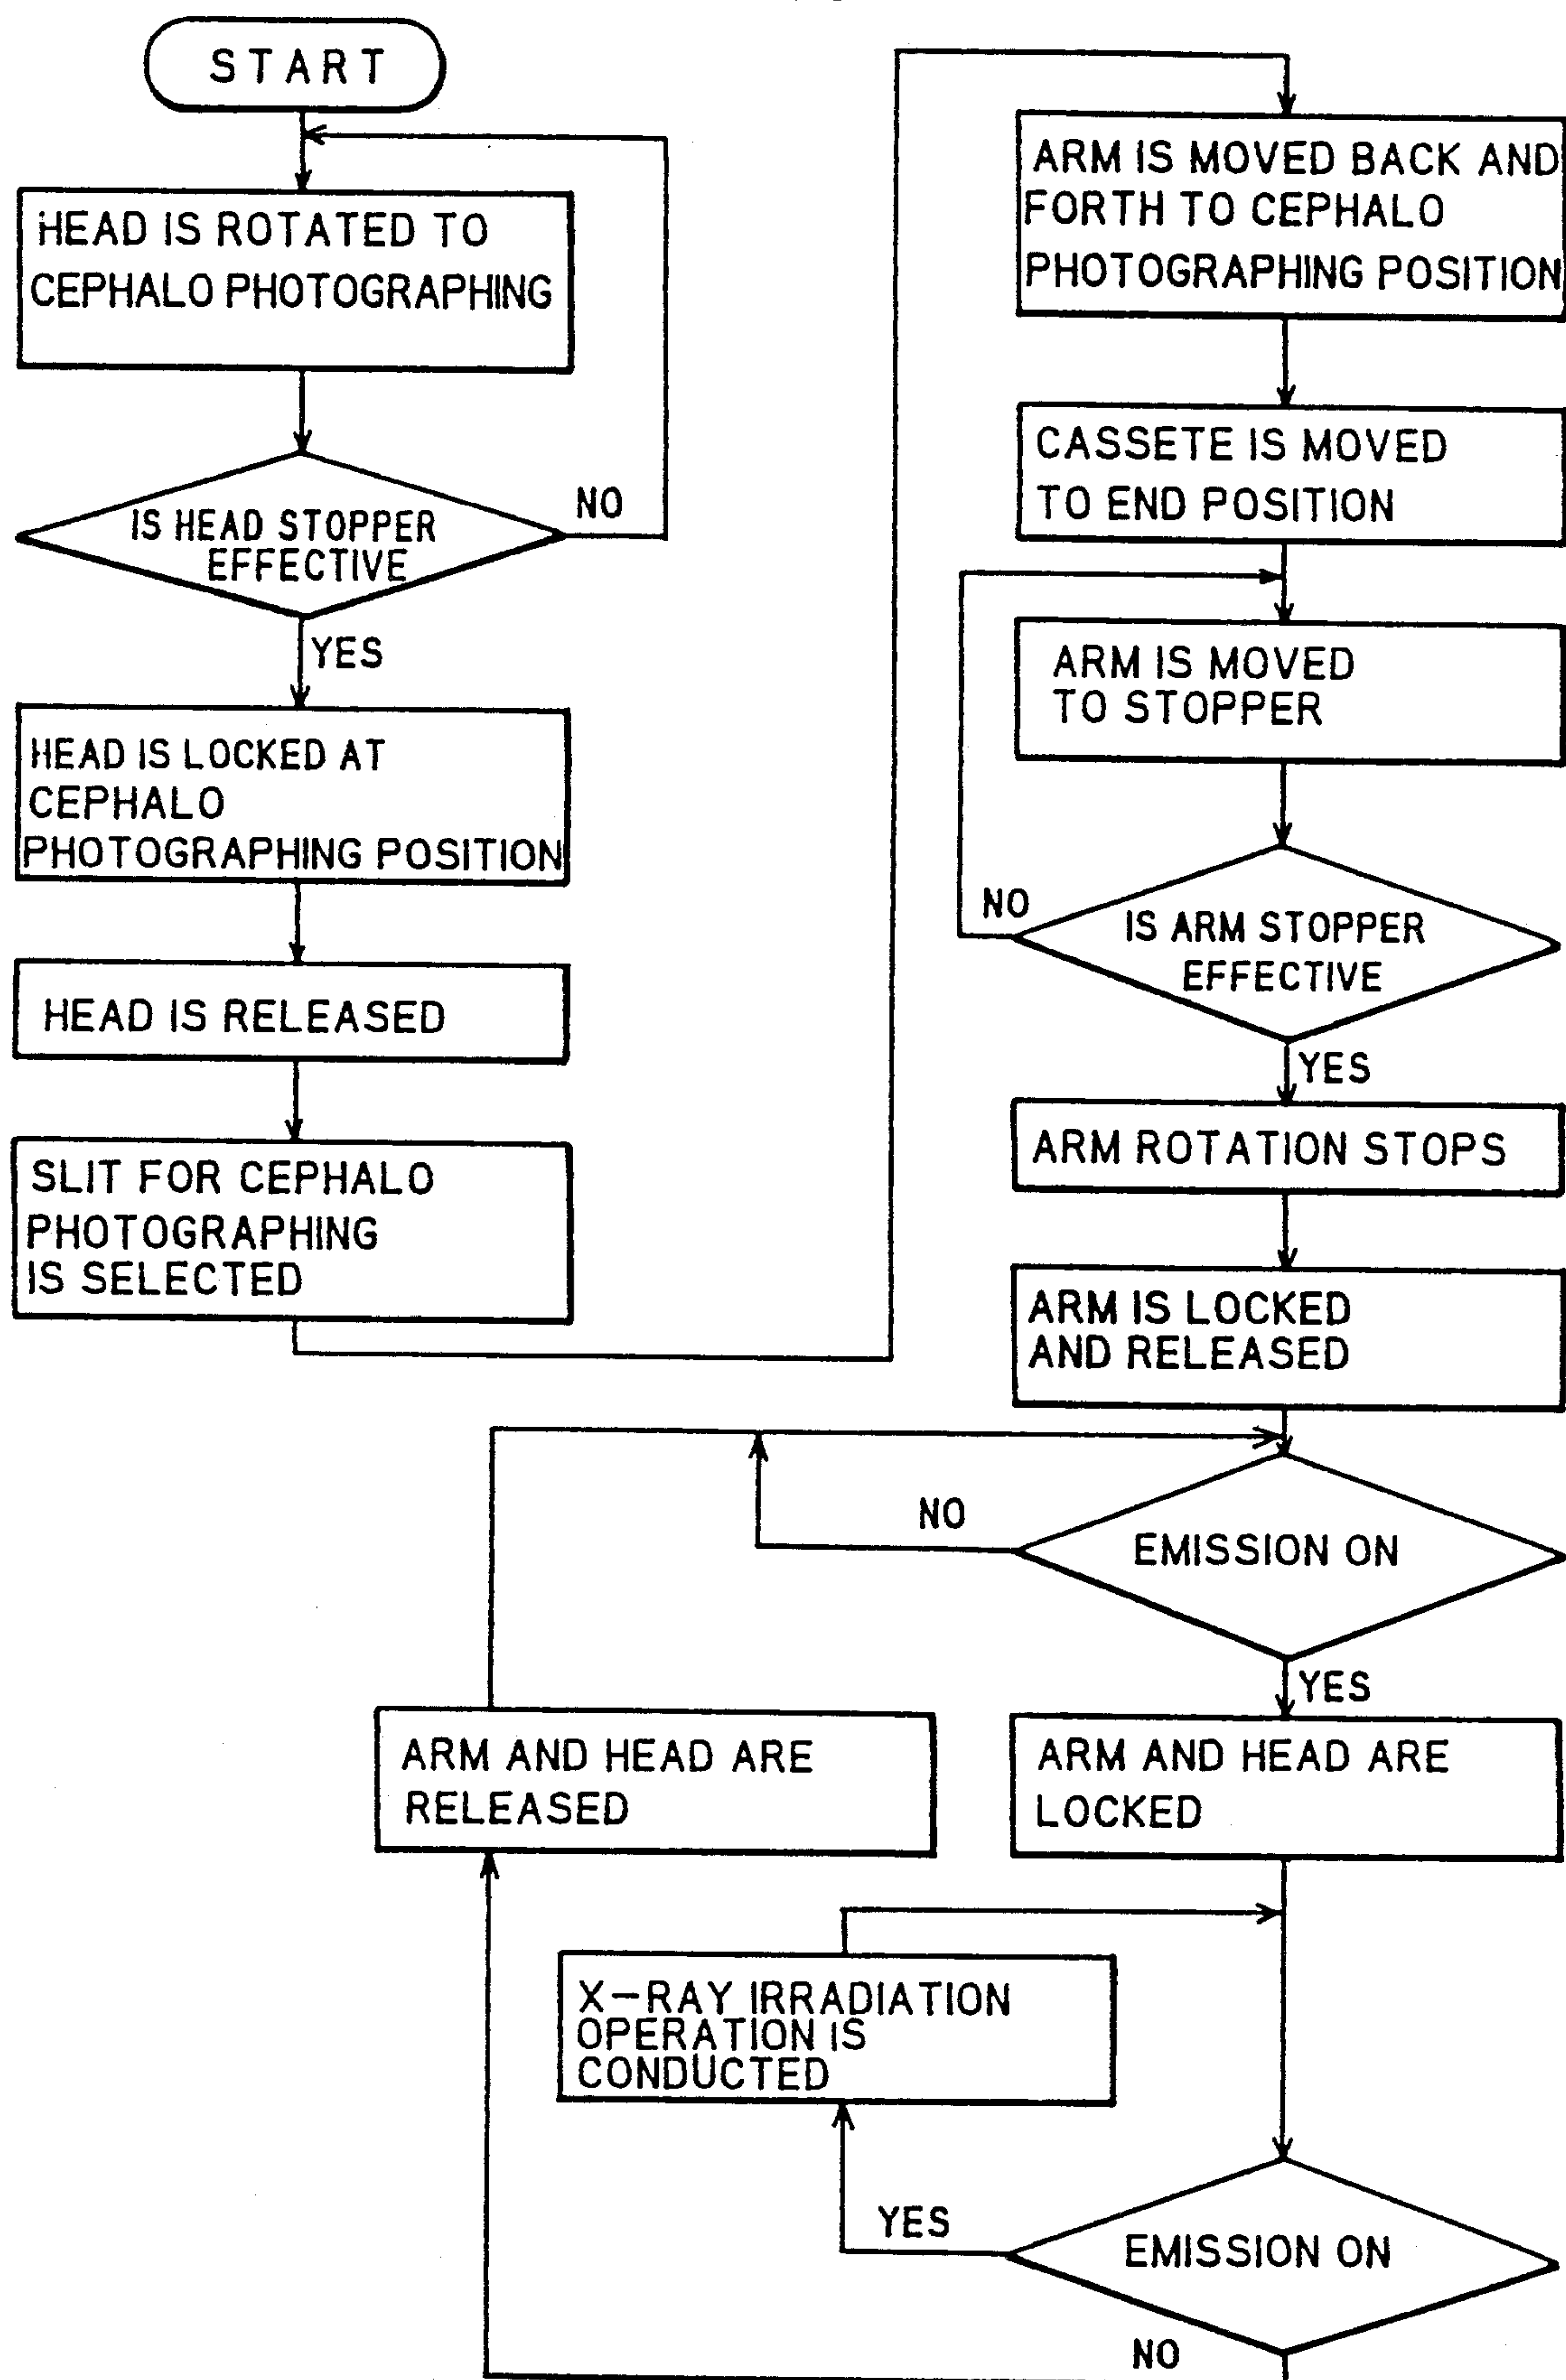 START
HEAD IS ROTATED TO
CEPHALO PHOTOGRAPHING
IS HEAD STOPPER
EFFECTIVE
NO
YES
HEAD IS LOCKED AT
CEPHALO
PHOTOGRAPHING POSITION
HEAD IS RELEASED
SLIT FOR CEPHALO
PHOTOGRAPHING
IS SELECTED
ARM IS MOVED BACK AND
FORTH TO CEPHALO
PHOTOGRAPHING POSITION
CASSETE IS MOVED
TO END POSITION
ARM IS MOVED
TO STOPPER
NO
IS ARM STOPPER
EFFECTIVE
YES
ARM ROTATION STOPS
ARM IS LOCKED
AND RELEASED
NO
EMISSION ON
YES
ARM AND HEAD ARE
RELEASED
ARM AND HEAD ARE
LOCKED
X-RAY IRRADIATION
OPERATION IS
CONDUCTED
YES
EMISSION ON
NO